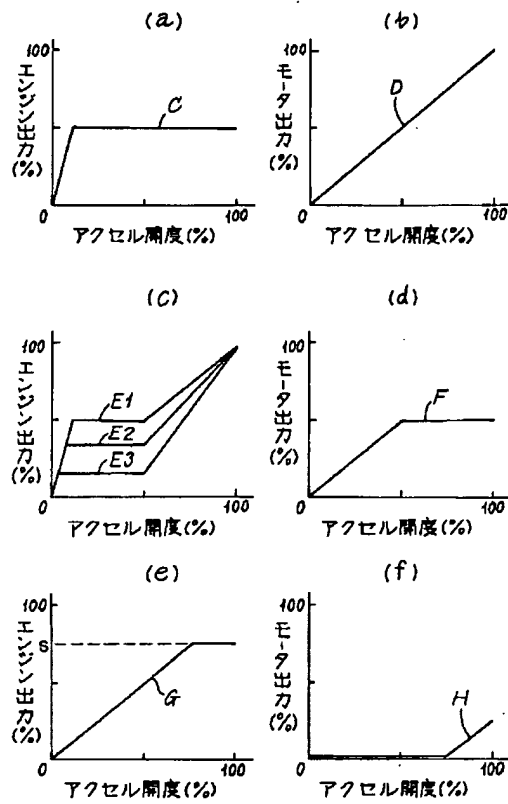 (a)
100
エンジン出力(%)
C
0
100
アクセル開度(%)
(b)
100
モータ出力(%)
D
0
100
アクセル開度(%)
(c)
100
エンジン出力(%)
E1
E2
E3
0
100
アクセル開度(%)
(d)
100
モータ出力(%)
F
0
100
アクセル開度(%)
(e)
100
S
エンジン出力(%)
G
0
100
アクセル開度(%)
(f)
100
モータ出力(%)
H
0
100
アクセル開度(%)